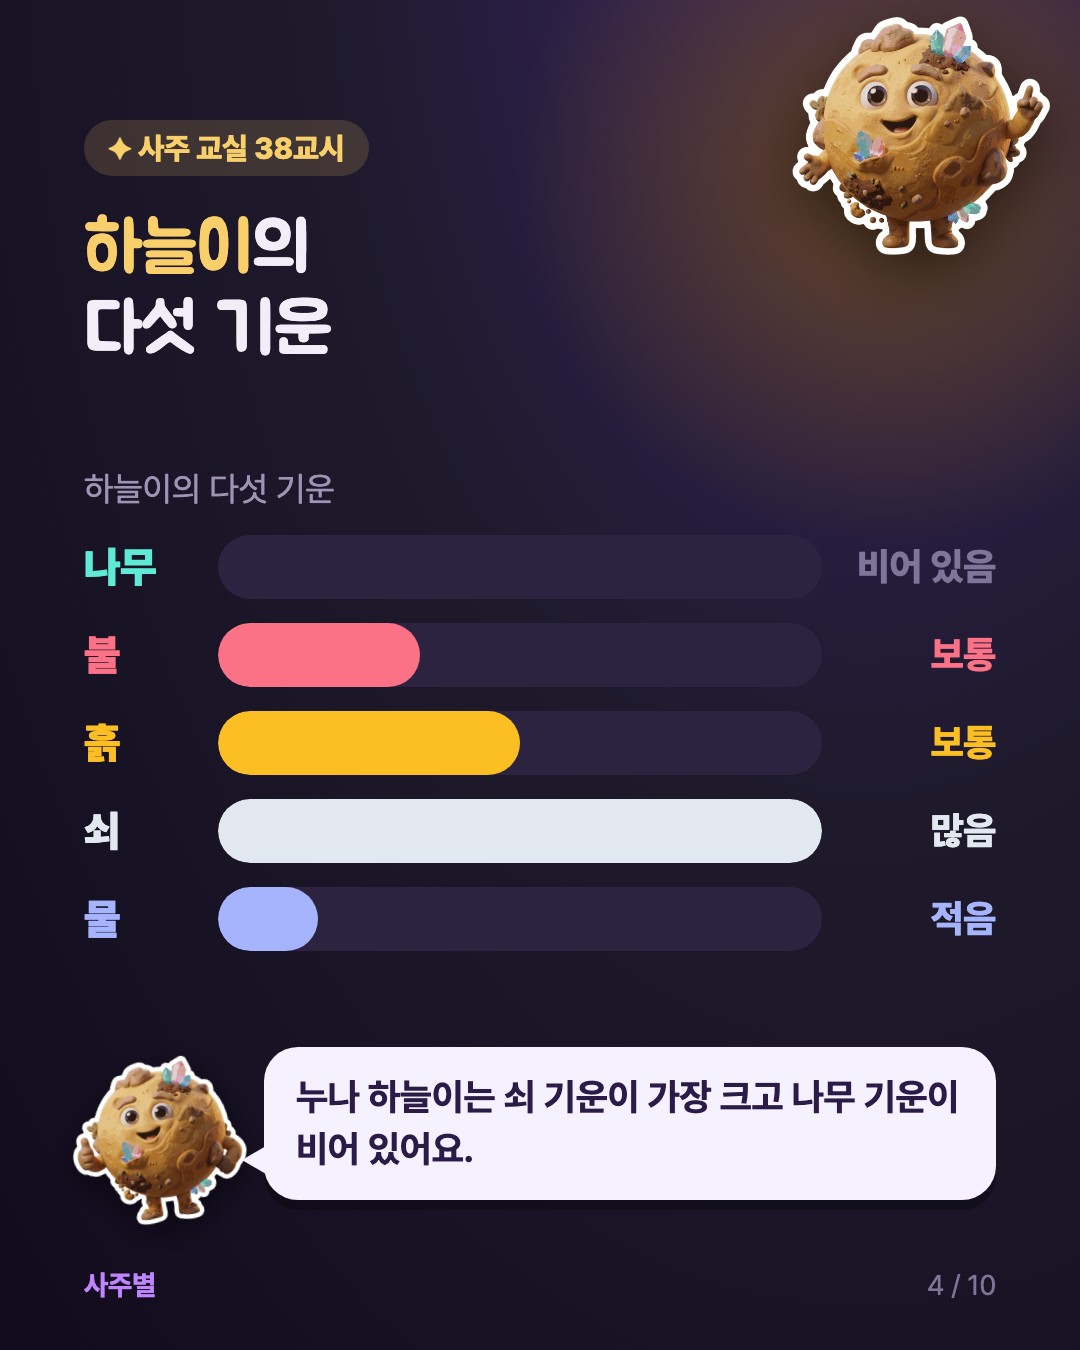 ✦ 사주 교실 38교시
하늘이의
다섯 기운
하늘이의 다섯 기운
나무 비어 있음
불 보통
흙 보통
쇠 많음
물 적음
누나 하늘이는 쇠 기운이 가장 크고 나무 기운이
비어 있어요.
사주별 4 / 10